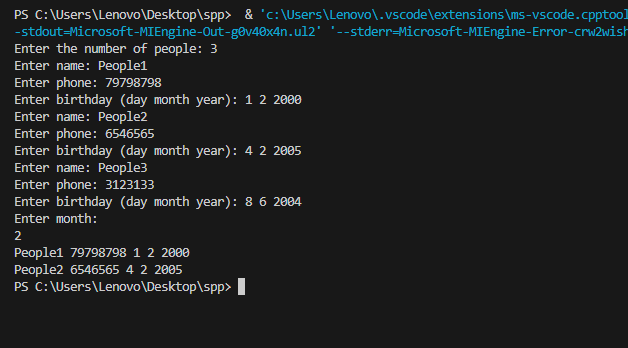 PS C:\Users\Lenovo\Desktop\spp>  & 'c:\Users\Lenovo\.vscode\extensions\ms-vscode.cpptool
-stdout=Microsoft-MIEngine-Out-g0v40x4n.ul2' '--stderr=Microsoft-MIEngine-Error-crw2wish
Enter the number of people: 3
Enter name: People1
Enter phone: 79798798
Enter birthday (day month year): 1 2 2000
Enter name: People2
Enter phone: 6546565
Enter birthday (day month year): 4 2 2005
Enter name: People3
Enter phone: 3123133
Enter birthday (day month year): 8 6 2004
Enter month:
2
People1 79798798 1 2 2000
People2 6546565 4 2 2005
PS C:\Users\Lenovo\Desktop\spp>